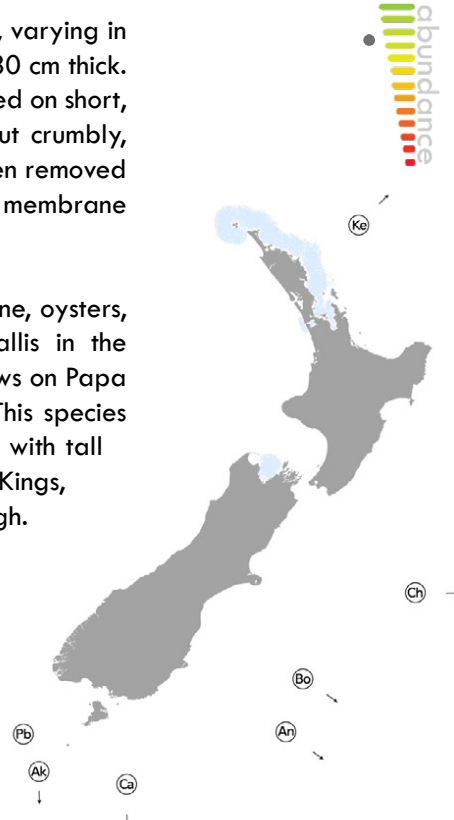 , varying in
30 cm thick.
ed on short,
ut crumbly,
en removed
membrane
ne, oysters,
allis in the
ws on Papa
This species
with tall
Kings,
gh.
abundance
Ke
Ch
Bo
An
Pb
Ak
Ca